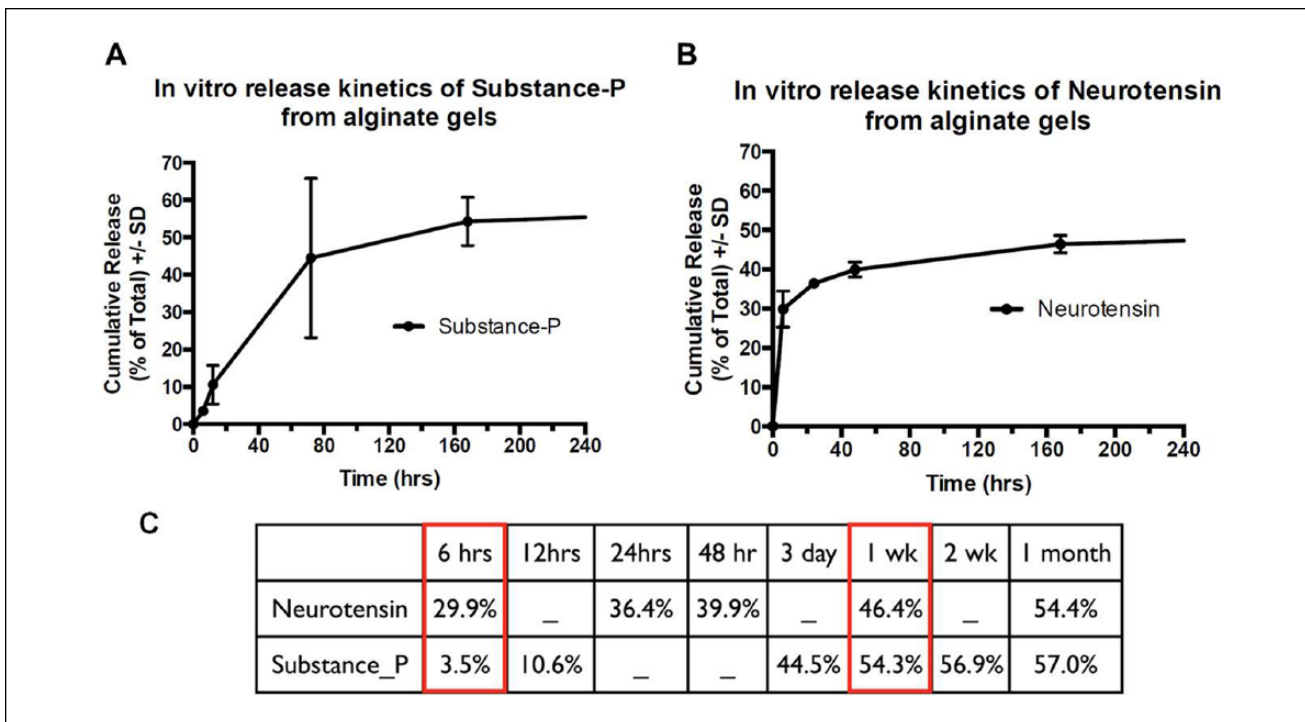 A
In vitro release kinetics of Substance-P
from alginate gels
Cumulative Release
(% of Total) +/- SD
70
60
50
40
30
20
10
0
0 40 80 120 160 200 240
Time (hrs)
Substance-P
B
In vitro release kinetics of Neurotensin
from alginate gels
Cumulative Release
(% of Total) +/- SD
70
60
50
40
30
20
10
0
0 40 80 120 160 200 240
Time (hrs)
Neurotensin
C
6 hrs 12hrs 24hrs 48 hr 3 day 1 wk 2 wk 1 month
Neurotensin 29.9% _ 36.4% 39.9% _ 46.4% _ 54.4%
Substance_P 3.5% 10.6% _ _ 44.5% 54.3% 56.9% 57.0%